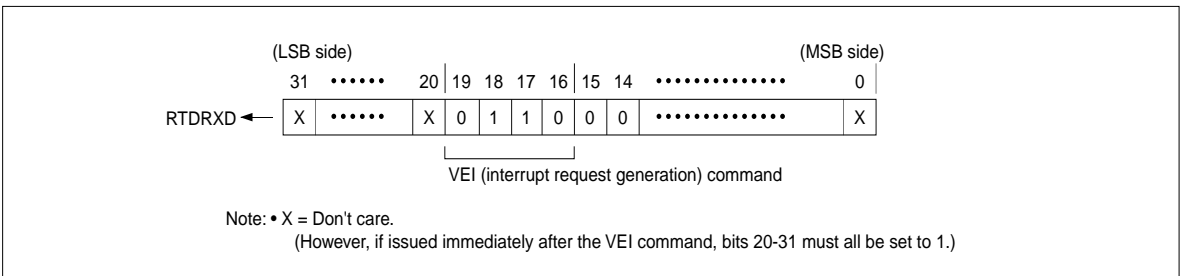 (LSB side) (MSB side)
31 •••••• 20 19 18 17 16 15 14 •••••••••••••• 0
RTDRXD X •••••• X 0 1 1 0 0 0 •••••••••••••• X
VEI (interrupt request generation) command
Note: • X = Don't care.
(However, if issued immediately after the VEI command, bits 20-31 must all be set to 1.)